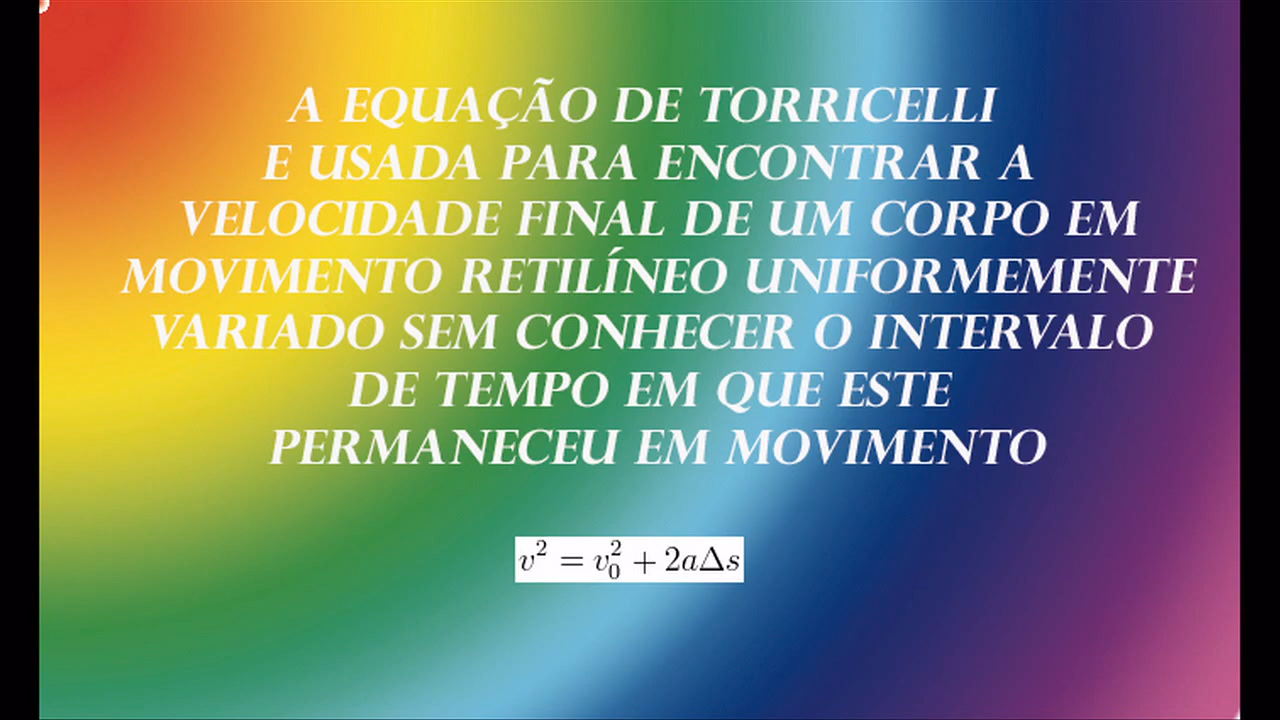 A EQUAÇÃO DE TORRICELLI
E USADA PARA ENCONTRAR A
VELOCIDADE FINAL DE UM CORPO EM
MOVIMENTO RETILÍNEO UNIFORMEMENTE
VARIADO SEM CONHECER O INTERVALO
DE TEMPO EM QUE ESTE
PERMANECEU EM MOVIMENTO
v² = v₀² + 2aΔs